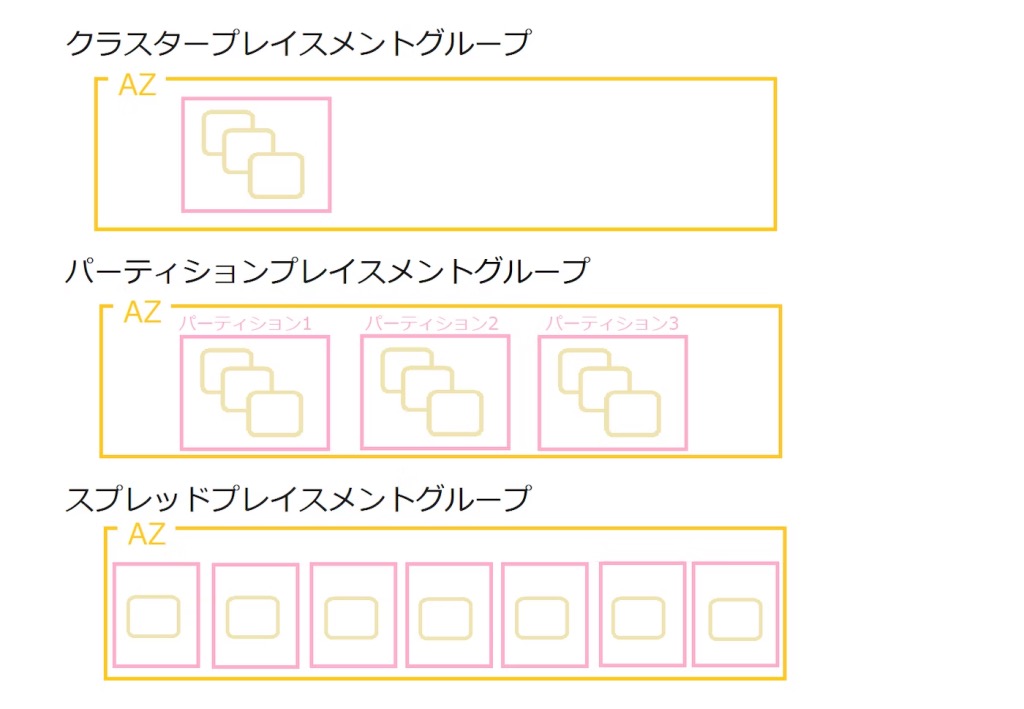 クラスタープレイスメントグループ
AZ
パーティションプレイスメントグループ
AZ
パーティション1 パーティション2 パーティション3
スプレッドプレイスメントグループ
AZ